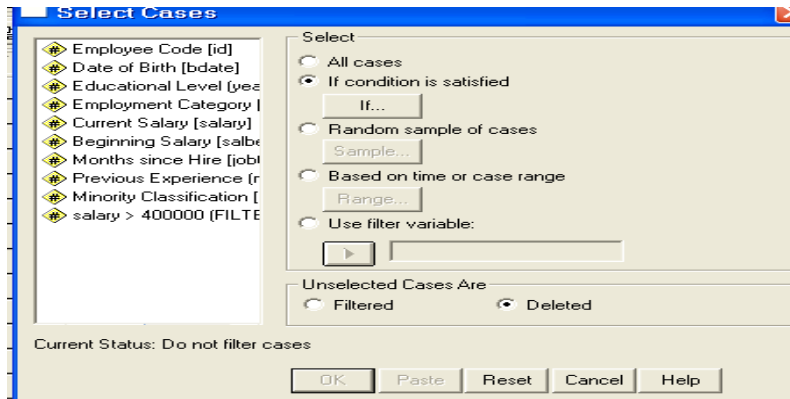 Select Cases
Employee Code [id]
Date of Birth [bdate]
Educational Level (yea
Employment Category [
Current Salary [salary]
Beginning Salary [salbe
Months since Hire [jobt
Previous Experience (r
Minority Classification [
salary > 400000 (FILTE
Select
All cases
If condition is satisfied
If...
Random sample of cases
Sample...
Based on time or case range
Range...
Use filter variable:
Unselected Cases Are
Filtered
Deleted
Current Status: Do not filter cases
OK
Paste
Reset
Cancel
Help